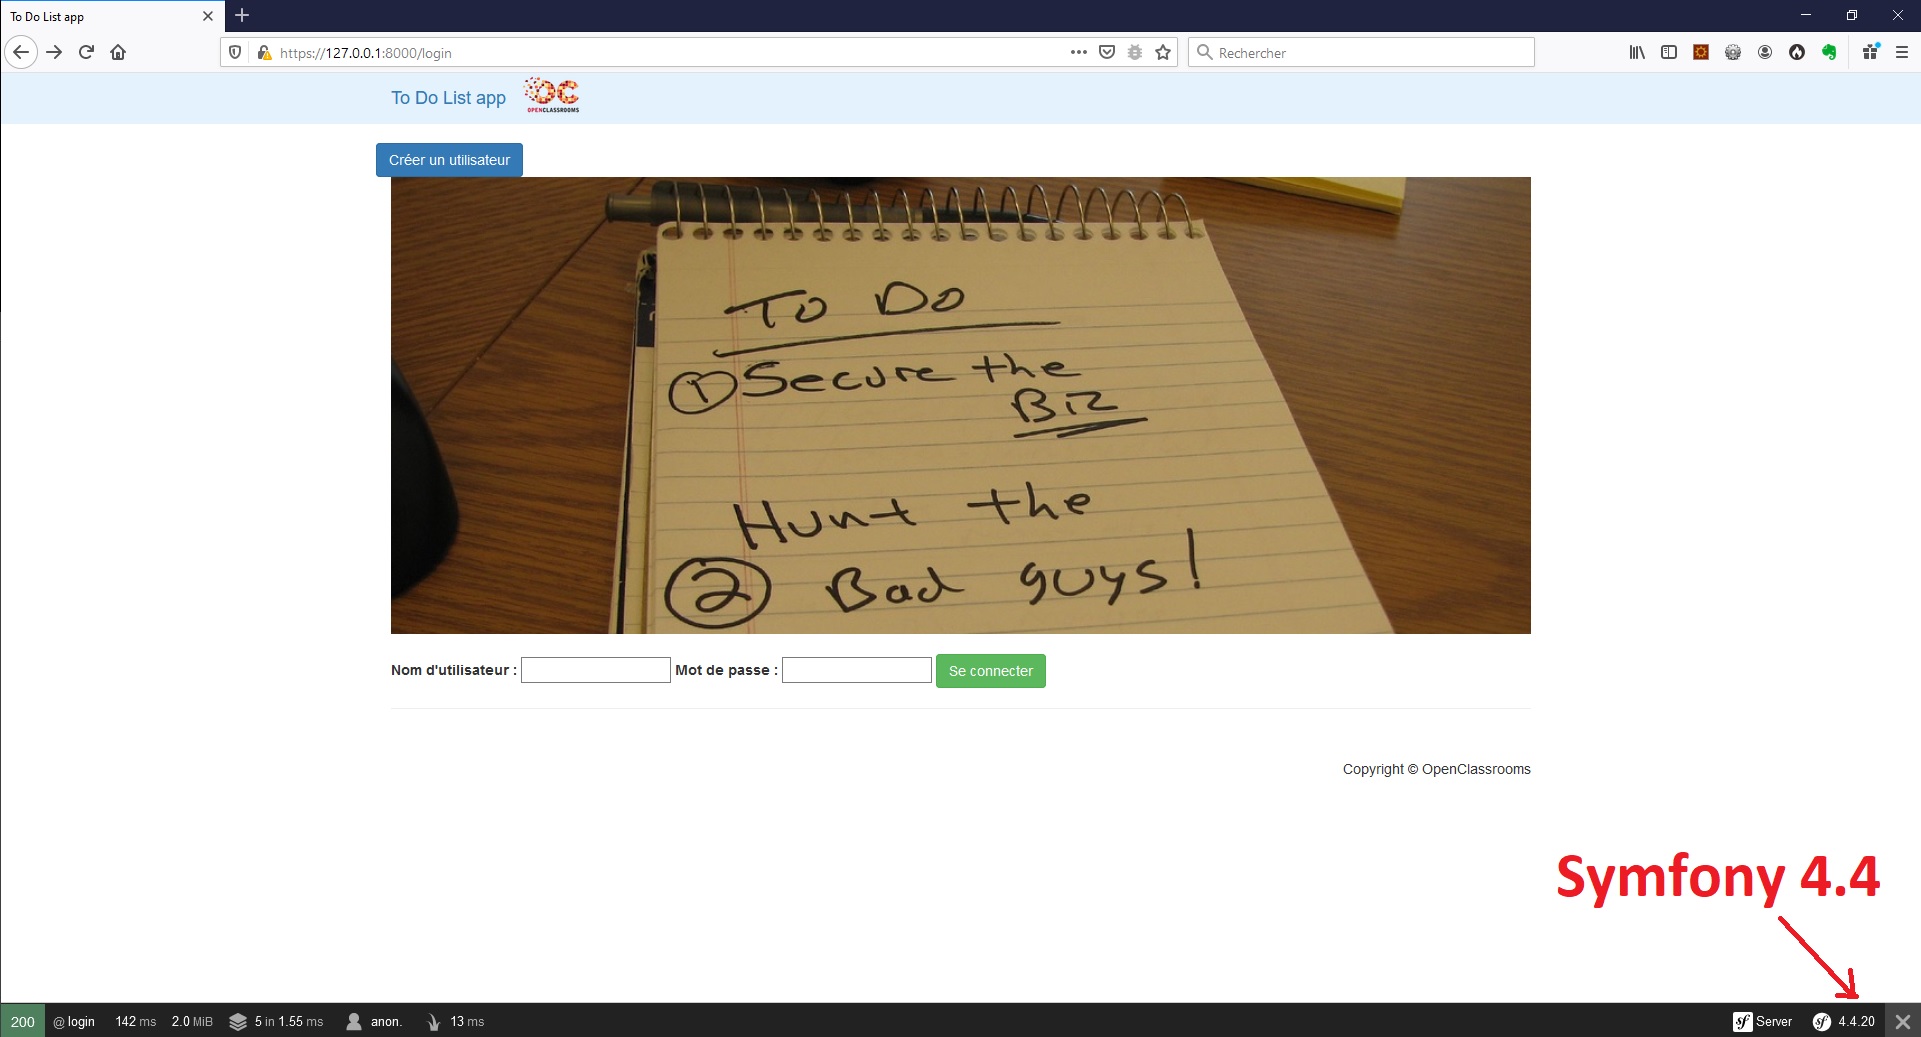 To Do List app
https://127.0.0.1:8000/login
Rechercher
To Do List app
OC
OPENCLASSROOMS
Créer un utilisateur
To Do
1 Secure the
Biz
Hunt the
2 Bad guys!
Nom d'utilisateur : Mot de passe : Se connecter
Copyright © OpenClassrooms
Symfony 4.4
200 @ login 142 ms 2.0 MiB 5 in 1.55 ms anon. 13 ms sf Server sf 4.4.20